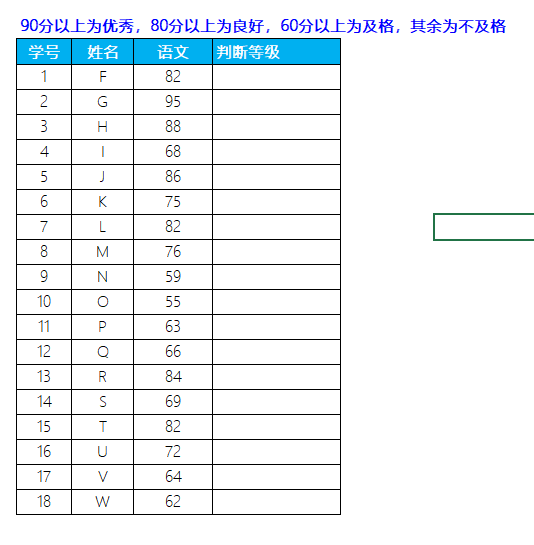 90分以上为优秀，80分以上为良好，60分以上为及格，其余为不及格
学号 姓名 语文 判断等级
1 F 82
2 G 95
3 H 88
4 I 68
5 J 86
6 K 75
7 L 82
8 M 76
9 N 59
10 O 55
11 P 63
12 Q 66
13 R 84
14 S 69
15 T 82
16 U 72
17 V 64
18 W 62